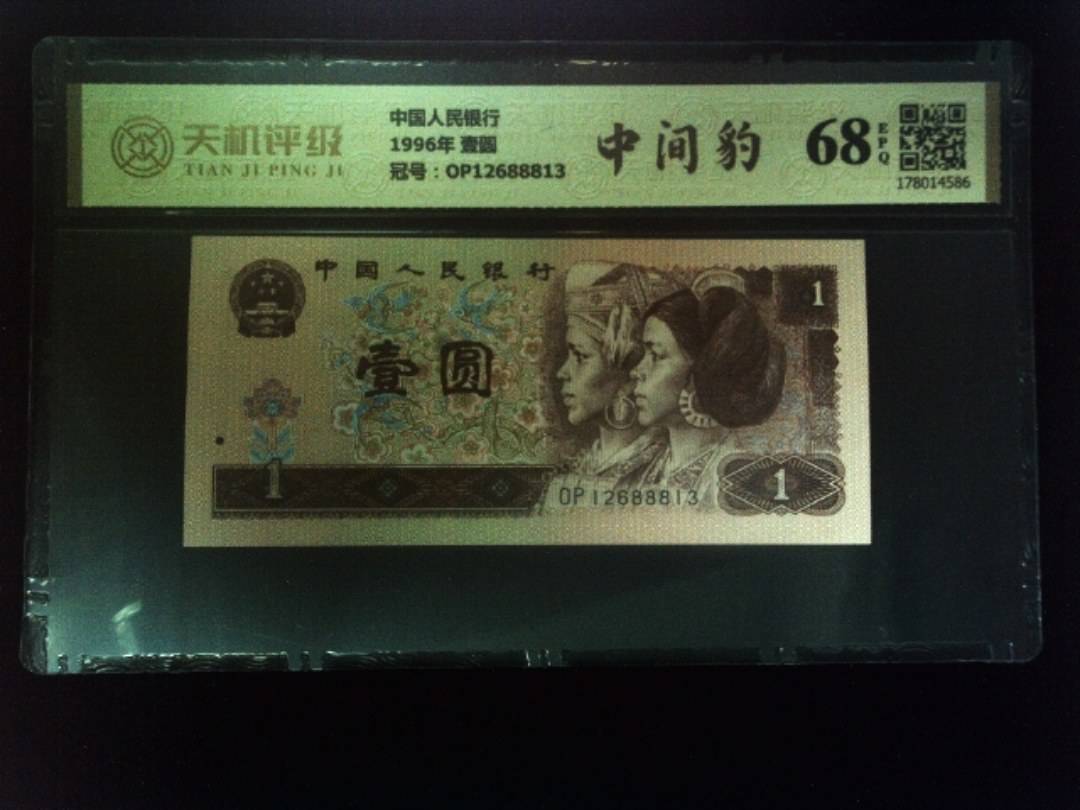 天机评级
TIAN JI PING JI
中国人民银行
1996年 壹圆
冠号：OP12688813
中间豹
68
EPQ
178014586
中国人民银行
1
壹圆
1
OP12688813
1